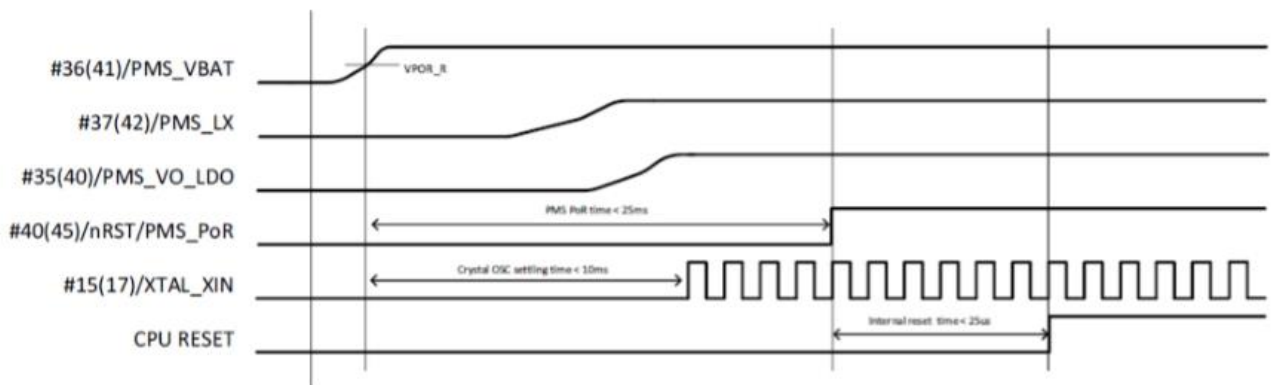 #36(41)/PMS_VBAT
VPOR_R
#37(42)/PMS_LX
#35(40)/PMS_VO_LDO
PMS PoR time < 25ms
#40(45)/nRST/PMS_PoR
Crystal OSC settling time < 10ms
#15(17)/XTAL_XIN
Internal reset time < 25us
CPU RESET